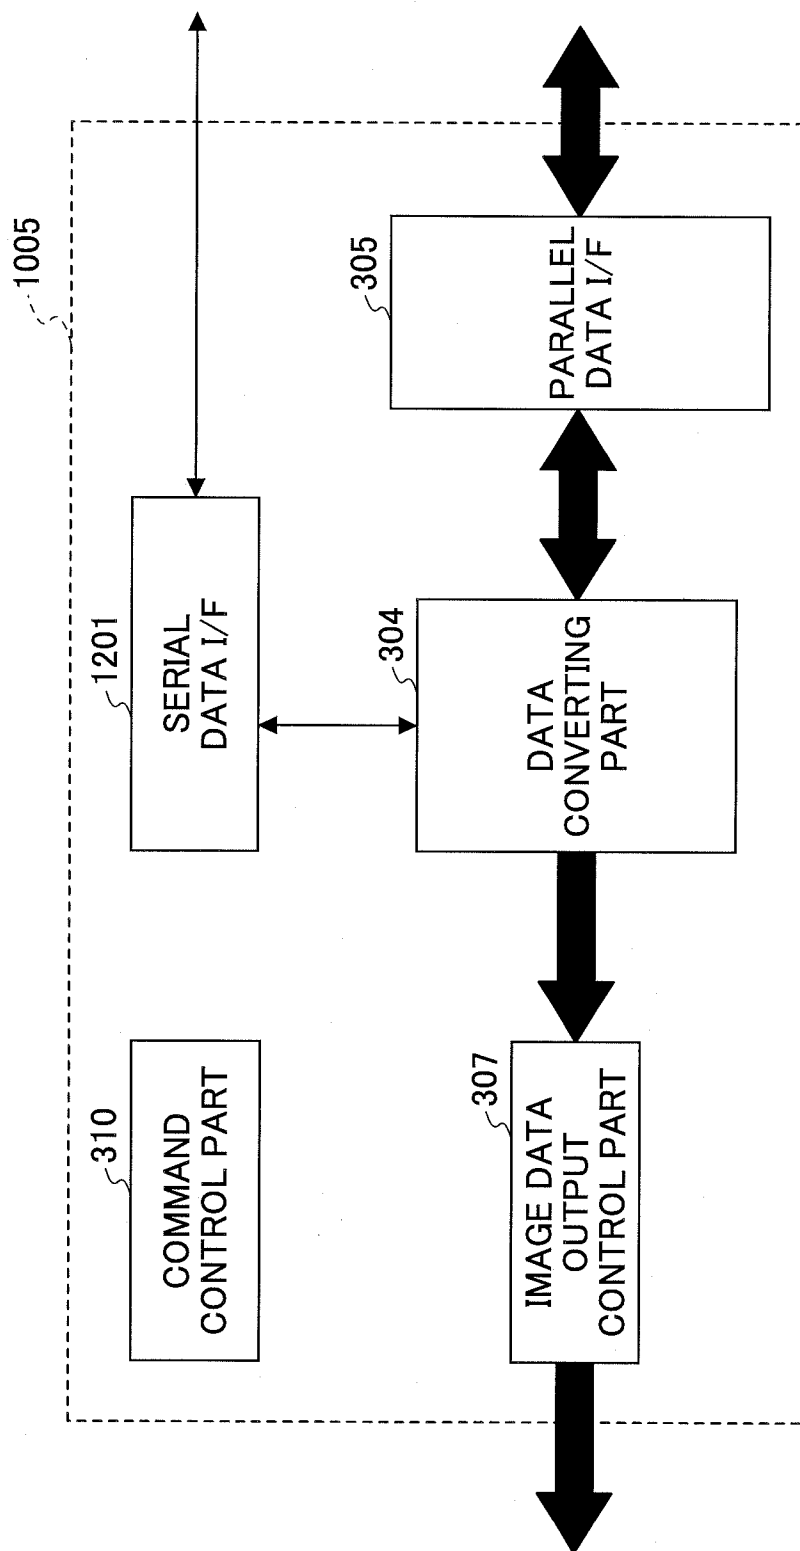 1005
310
COMMAND
CONTROL PART
1201
SERIAL
DATA I/F
307
IMAGE DATA
OUTPUT
CONTROL PART
304
DATA
CONVERTING
PART
305
PARALLEL
DATA I/F